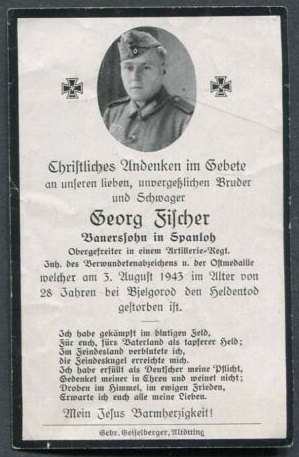 Christliches Andenken im Gebete
an unseren lieben, unvergeßlichen Bruder
und Schwager
Georg Fischer
Bauerssohn in Spanloh
Obergefreiter in einem Artillerie-Regt.
Inh. des Verwundetenabzeichens u. der Ostmedaille
welcher am 3. August 1943 im Alter von
28 Jahren bei Bjelgorod den Heldentod
gestorben ist.
Ich habe gekämpft im blutigen Feld,
Für euch, fürs Vaterland als tapferer Held;
Im Feindesland verblutete ich,
die Feindeskugel erreichte mich.
Ich habe erfüllt als Deutscher meine Pflicht,
Gedenket meiner in Ehren und weinet nicht;
Droben im Himmel, im ewigen Frieden,
Erwarte ich euch alle meine Lieben.
Mein Jesus Barmherzigkeit!
Gebr. Geiselberger, Altötting